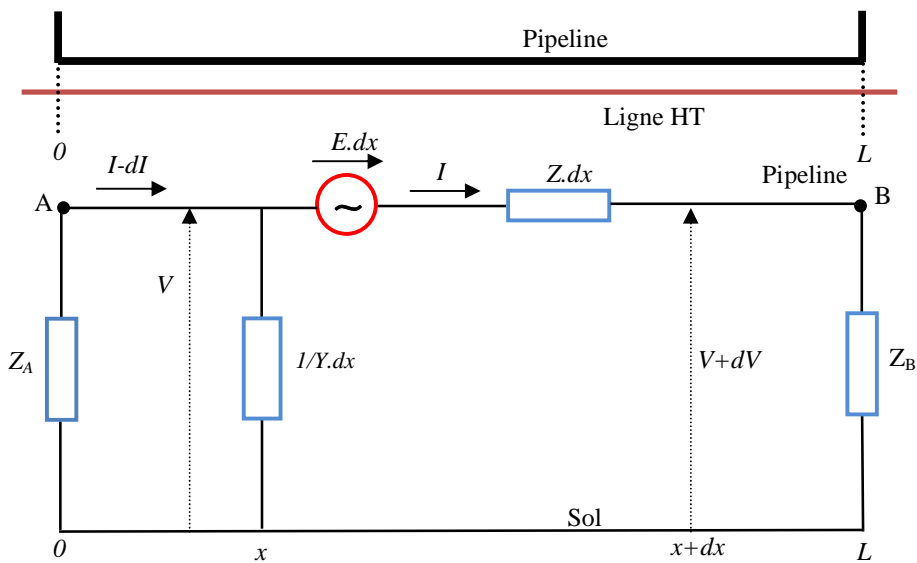 Pipeline
Ligne HT
0
L
I-dI
E.dx
I
Z.dx
Pipeline
A
B
V
V+dV
Z_A
1/Y.dx
Z_B
Sol
0
x
x+dx
L
~